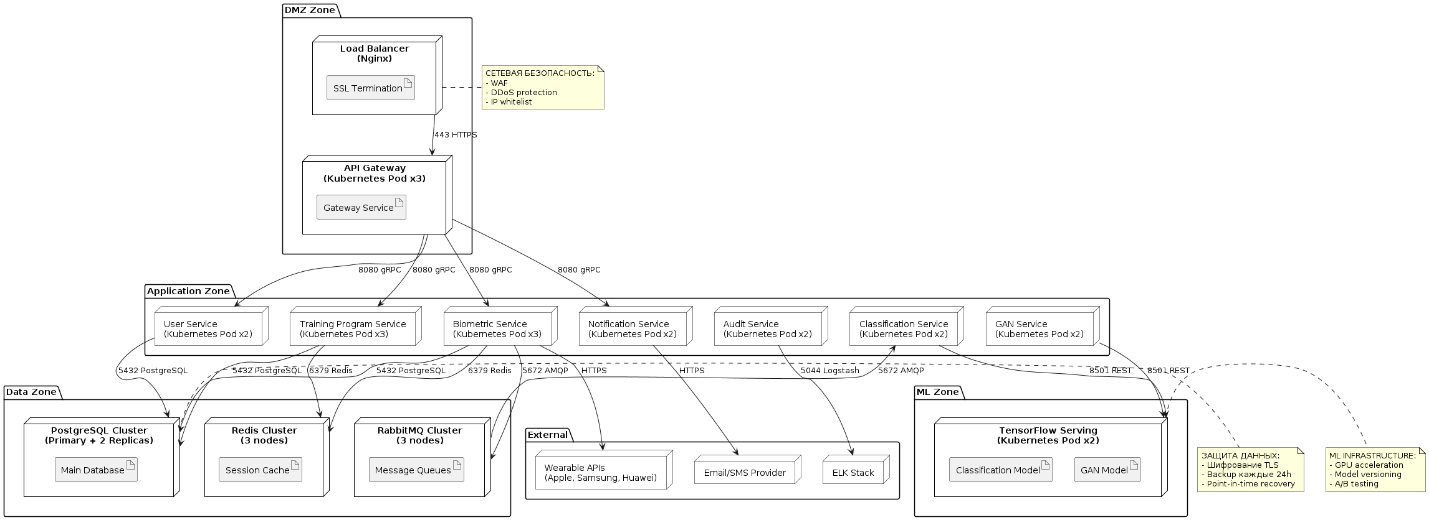 DMZ Zone
Load Balancer
(Nginx)
SSL Termination
СЕТЕВАЯ БЕЗОПАСНОСТЬ:
- WAF
- DDoS protection
- IP whitelist
443 HTTPS
API Gateway
(Kubernetes Pod x3)
Gateway Service
8080 gRPC
8080 gRPC
8080 gRPC
8080 gRPC
Application Zone
User Service
(Kubernetes Pod x2)
Training Program Service
(Kubernetes Pod x3)
Biometric Service
(Kubernetes Pod x3)
Notification Service
(Kubernetes Pod x2)
Audit Service
(Kubernetes Pod x2)
Classification Service
(Kubernetes Pod x2)
GAN Service
(Kubernetes Pod x2)
5432 PostgreSQL
5432 PostgreSQL
6379 Redis
5432 PostgreSQL
6379 Redis
5672 AMQP
HTTPS
HTTPS
5044 Logstash
5672 AMQP
8501 REST
8501 REST
Data Zone
PostgreSQL Cluster
(Primary + 2 Replicas)
Main Database
Redis Cluster
(3 nodes)
Session Cache
RabbitMQ Cluster
(3 nodes)
Message Queues
External
Wearable APIs
(Apple, Samsung, Huawei)
Email/SMS Provider
ELK Stack
ML Zone
TensorFlow Serving
(Kubernetes Pod x2)
Classification Model
GAN Model
ЗАЩИТА ДАННЫХ:
- Шифрование TLS
- Backup каждые 24h
- Point-in-time recovery
ML INFRASTRUCTURE:
- GPU acceleration
- Model versioning
- A/B testing